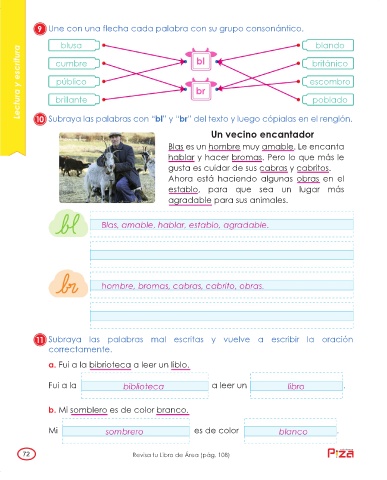 Lectura y escritura
9 Une con una flecha cada palabra con su grupo consonántico.
blusa
blando
cumbre
bl
británico
público
escombro
br
brillante
poblado
10 Subraya las palabras con “bl” y “br” del texto y luego cópialas en el renglón.
Un vecino encantador
Blas es un hombre muy amable. Le encanta
hablar y hacer bromas. Pero lo que más le
gusta es cuidar de sus cabras y cabritos.
Ahora está haciendo algunas obras en el
establo, para que sea un lugar más
agradable para sus animales.
bl
Blas, amable, hablar, establo, agradable.
br
hombre, bromas, cabras, cabrito, obras.
11 Subraya las palabras mal escritas y vuelve a escribir la oración
correctamente.
a. Fui a la bibrioteca a leer un liblo.
Fui a la biblioteca a leer un libro.
b. Mi somblero es de color branco.
Mi sombrero es de color blanco.
72
Revisa tu Libro de Área (pág. 108)
Piza